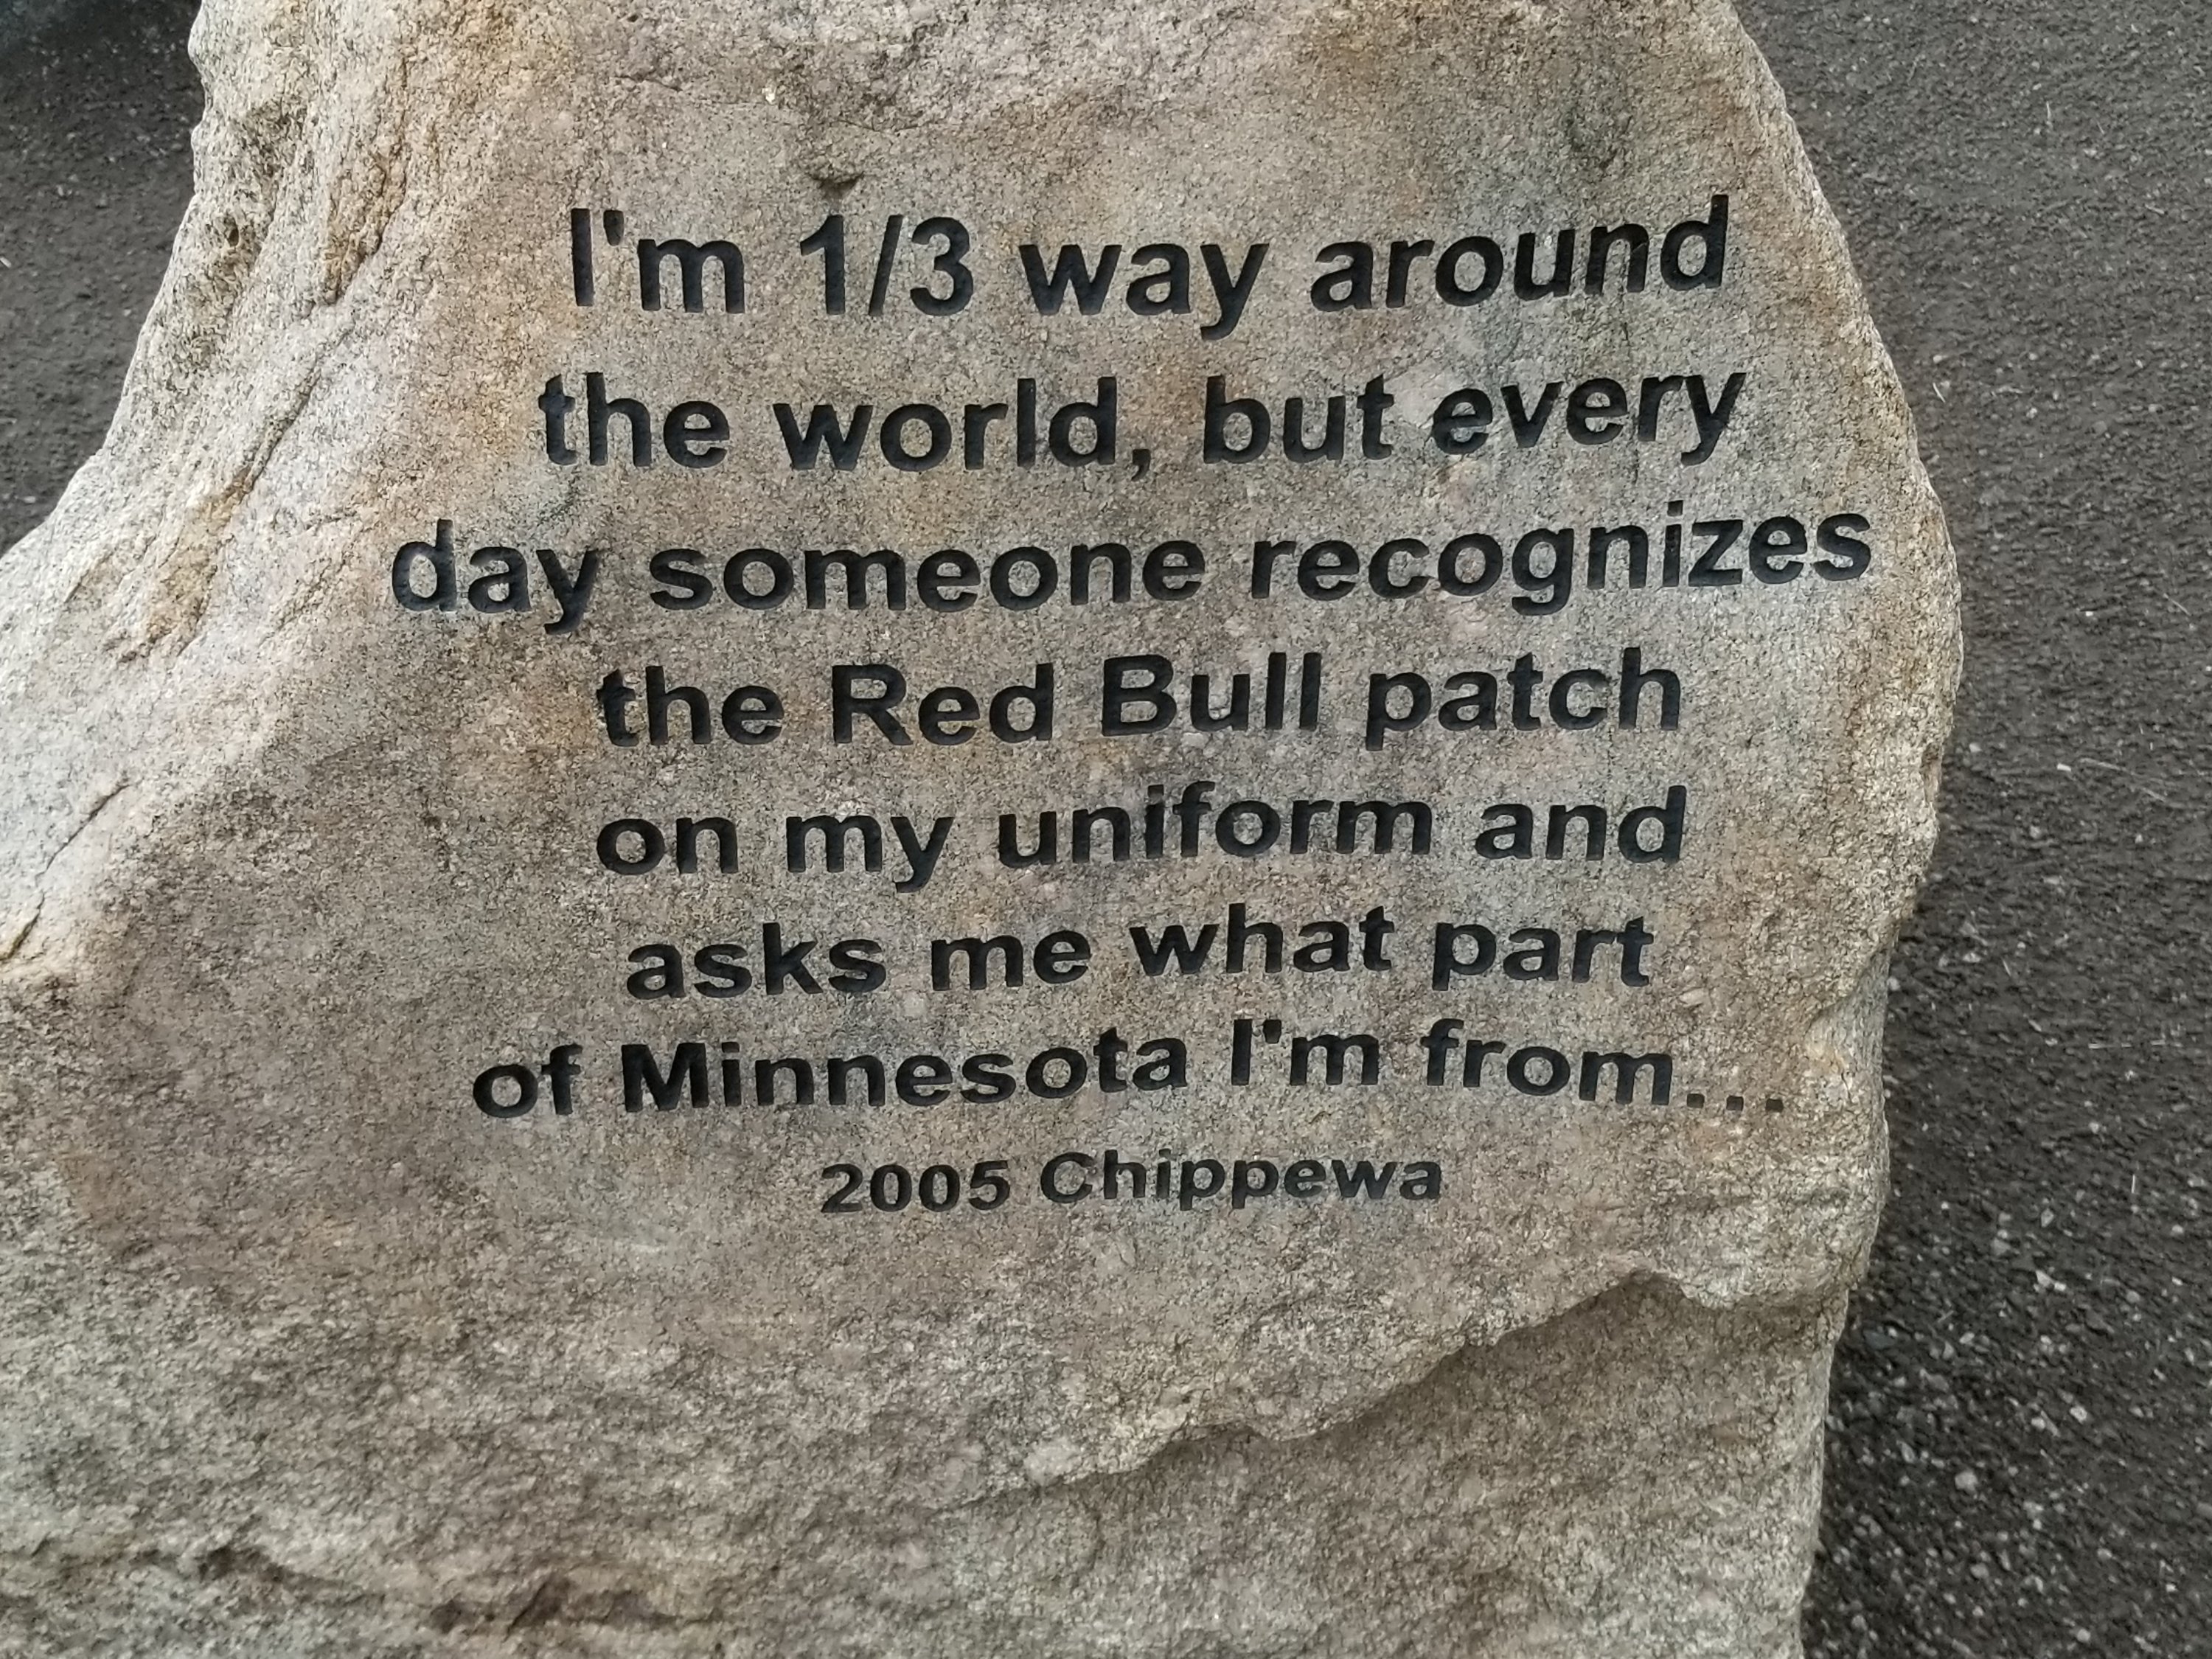 I'm 1/3 way around
the world, but every
day someone recognizes
the Red Bull patch
on my uniform and
asks me what part
of Minnesota I'm from...
2005 Chippewa